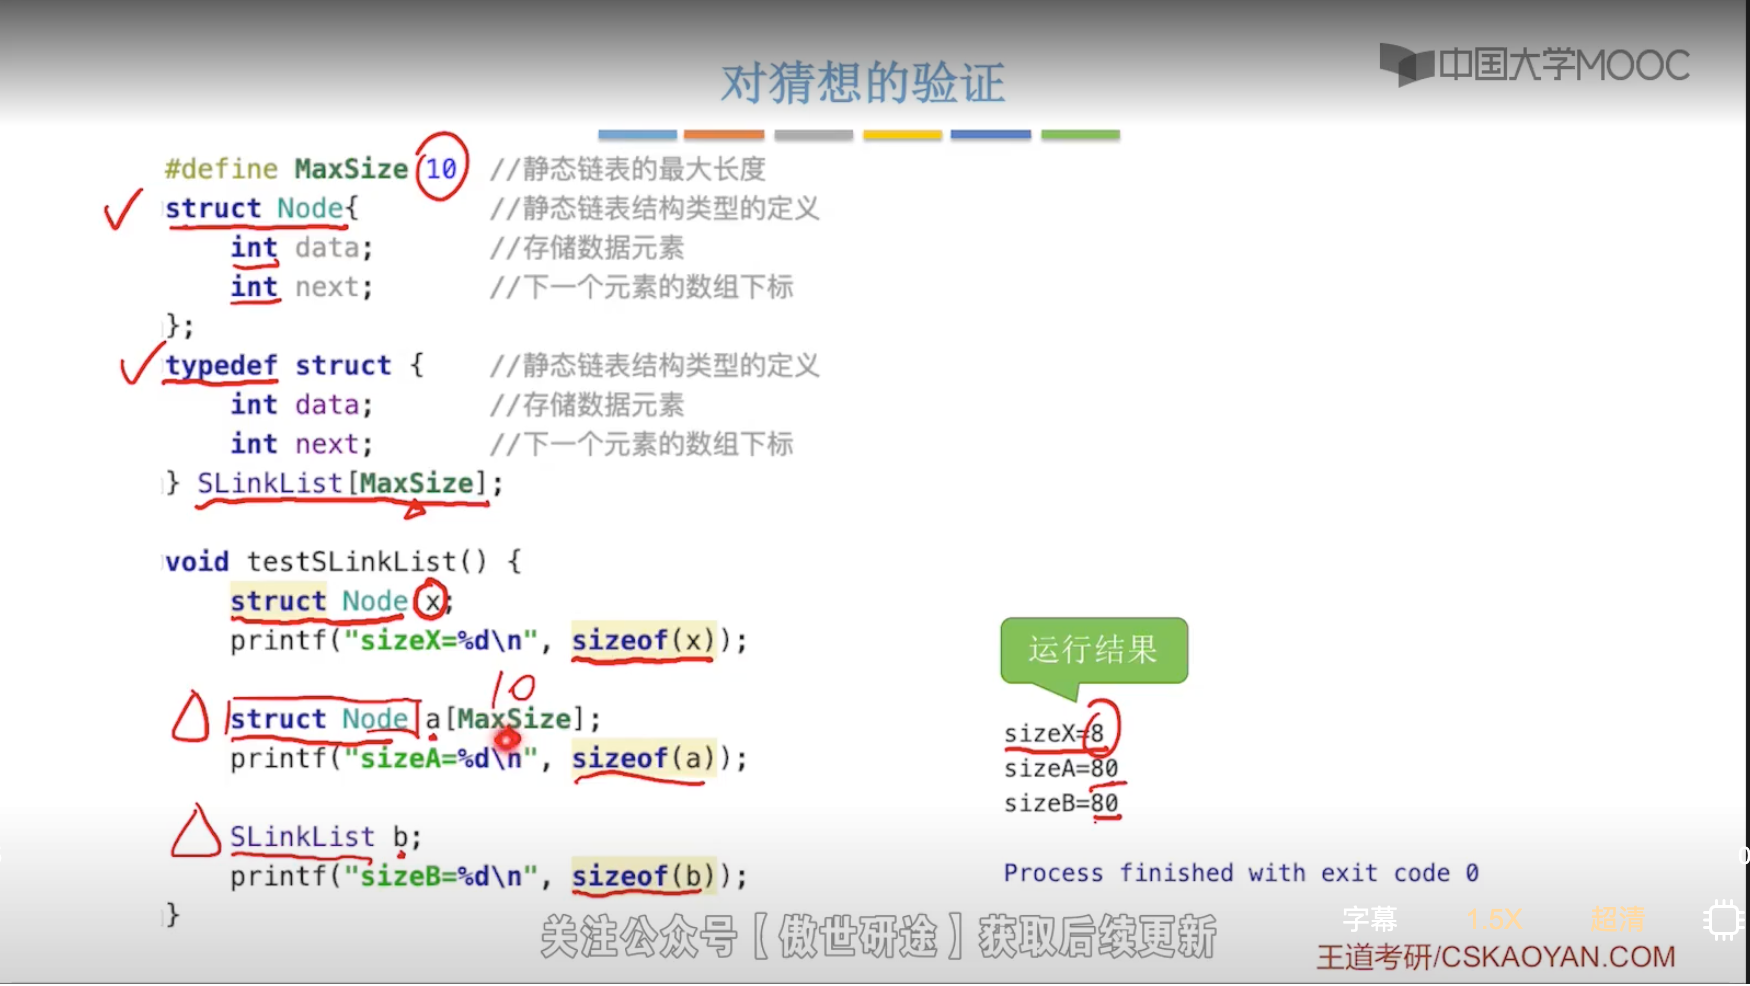 中国大学MOOC
对猜想的验证
#define MaxSize 10 //静态链表的最大长度
struct Node{ //静态链表结构类型的定义
int data; //存储数据元素
int next; //下一个元素的数组下标
};
typedef struct { //静态链表结构类型的定义
int data; //存储数据元素
int next; //下一个元素的数组下标
} SLinkList[MaxSize];
void testSLinkList() {
struct Node x;
printf("sizeX=%d\n", sizeof(x));
10
struct Node a[MaxSize];
printf("sizeA=%d\n", sizeof(a));
SLinkList b;
printf("sizeB=%d\n", sizeof(b));
}
运行结果
sizeX=8
sizeA=80
sizeB=80
Process finished with exit code 0
关注公众号【傲世研途】获取后续更新
字幕 1.5X 超清
王道考研/CSKAOYAN.COM